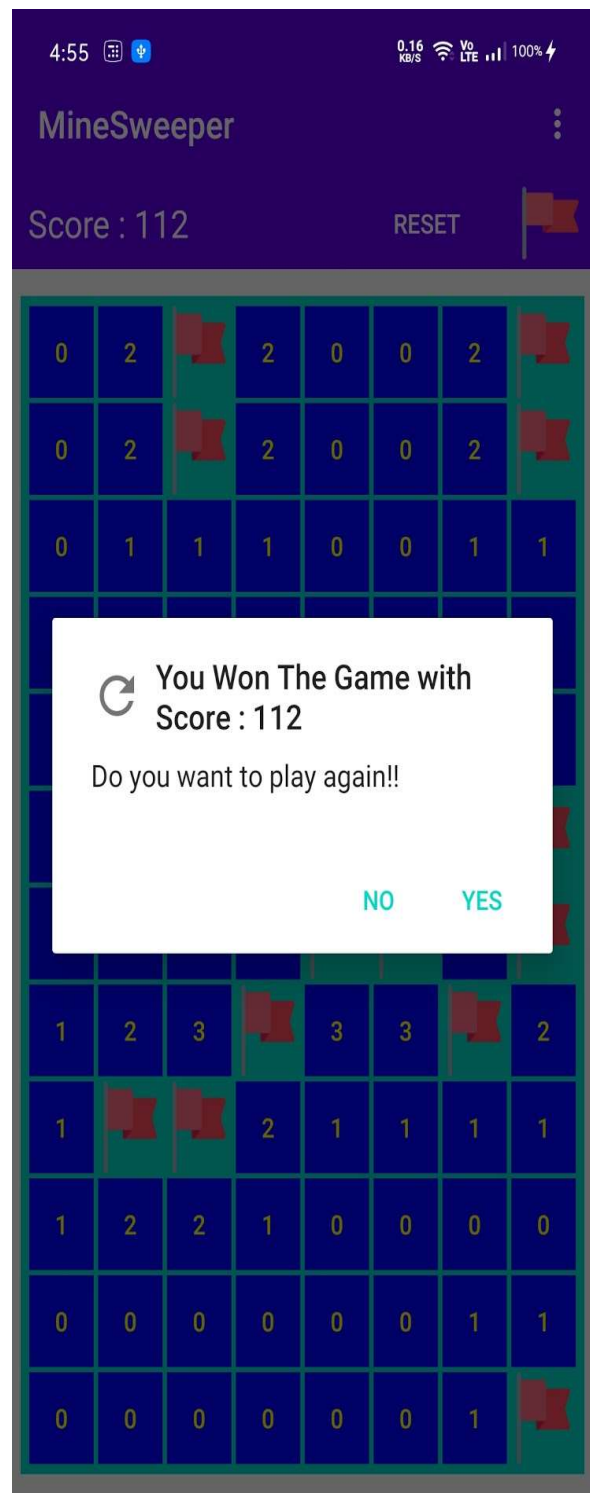 4:55 0.16 KB/S Vo LTE 100%
MineSweeper
Score : 112 RESET
0 2 2 0 0 2
0 2 2 0 0 2
0 1 1 1 0 0 1 1
You Won The Game with
Score : 112
Do you want to play again!!
NO YES
1 2 3 3 3 2
1 2 1 1 1 1
1 2 2 1 0 0 0 0
0 0 0 0 0 0 1 1
0 0 0 0 0 0 1